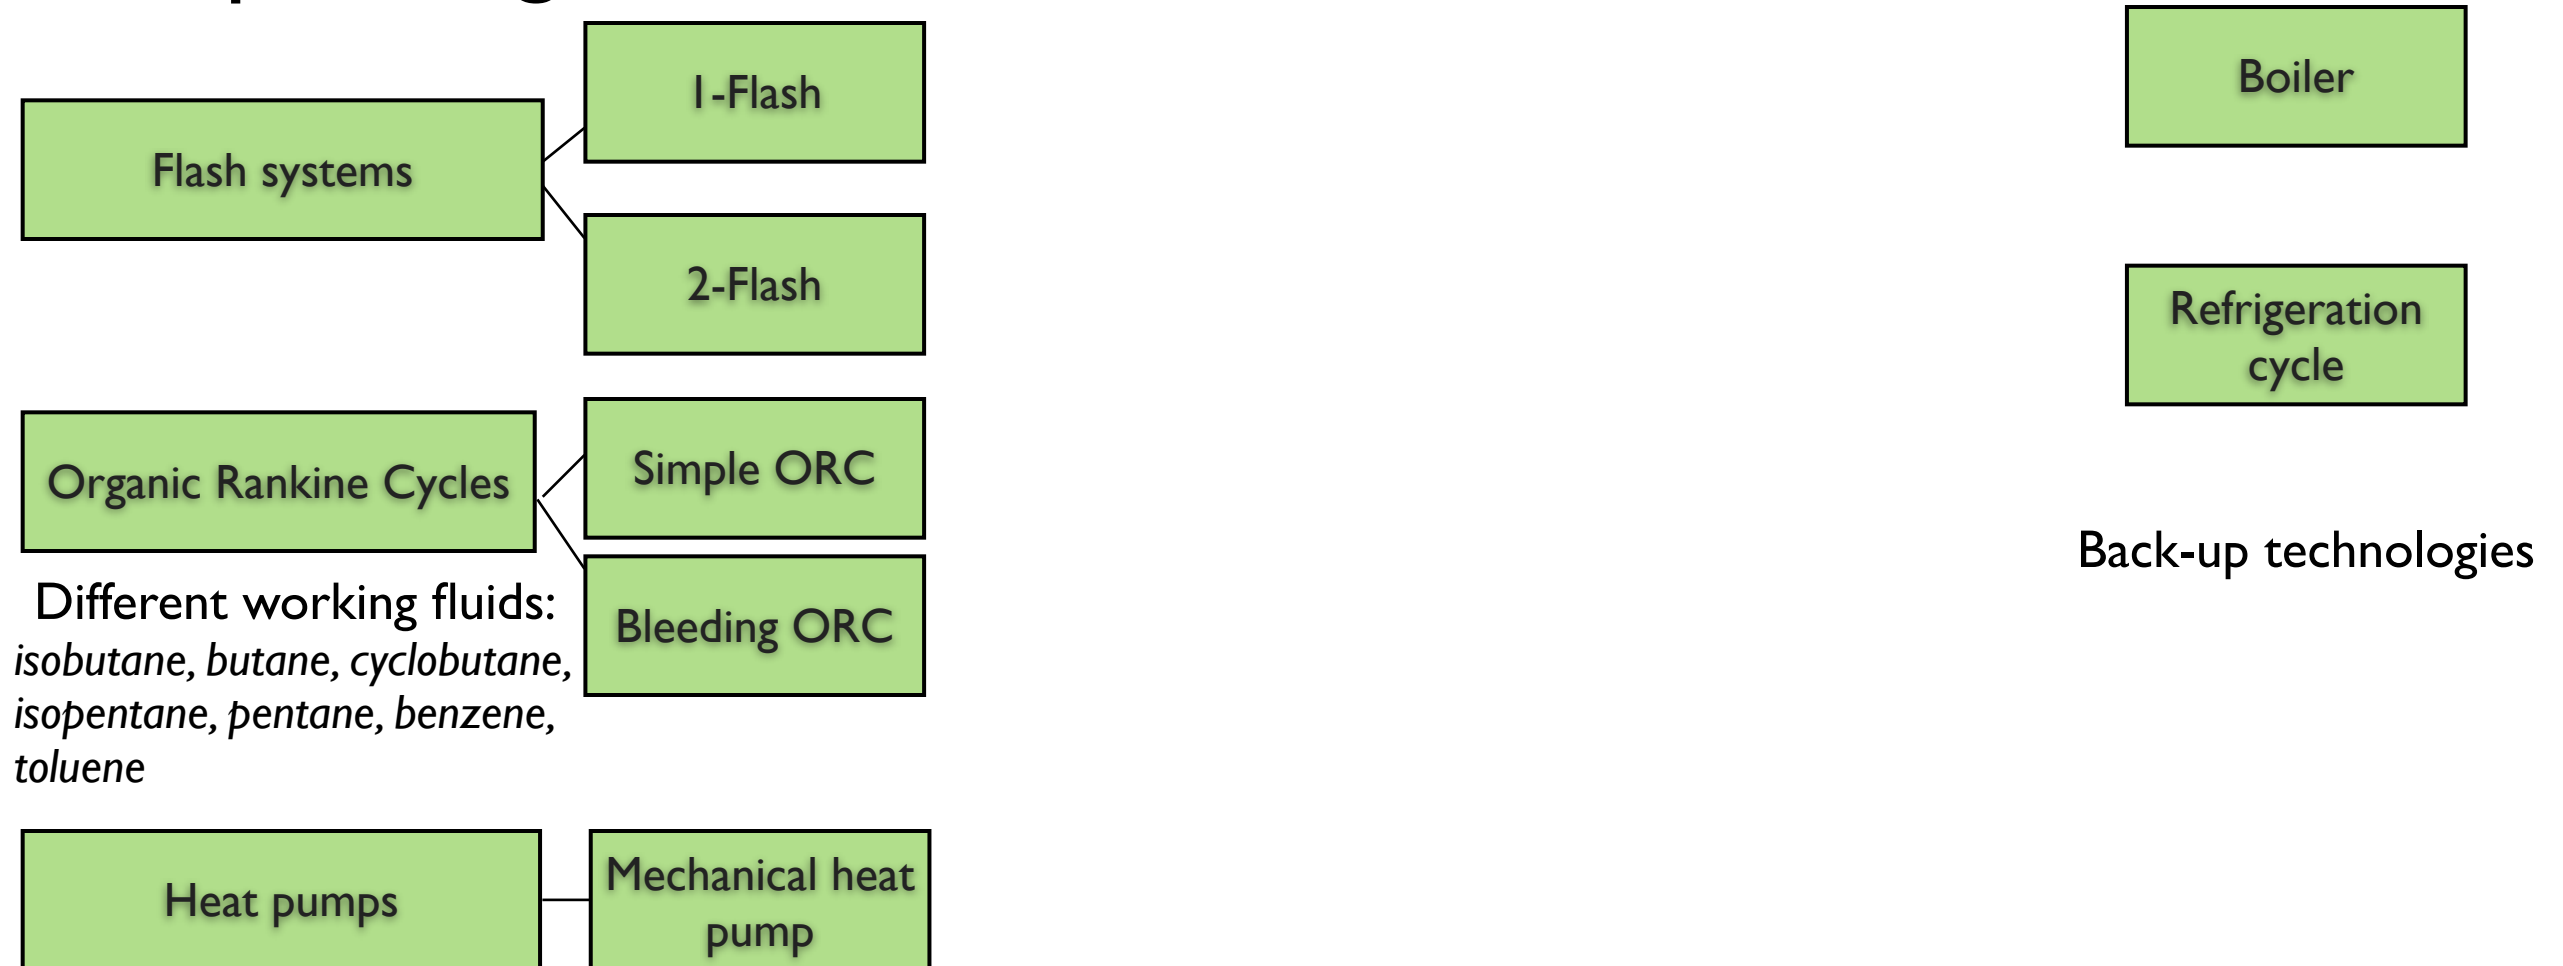 1-Flash
Flash systems
2-Flash
Simple ORC
Organic Rankine Cycles
Bleeding ORC
Different working fluids:
isobutane, butane, cyclobutane,
isopentane, pentane, benzene,
toluene
Heat pumps
Mechanical heat
pump
Boiler
Refrigeration
cycle
Back-up technologies